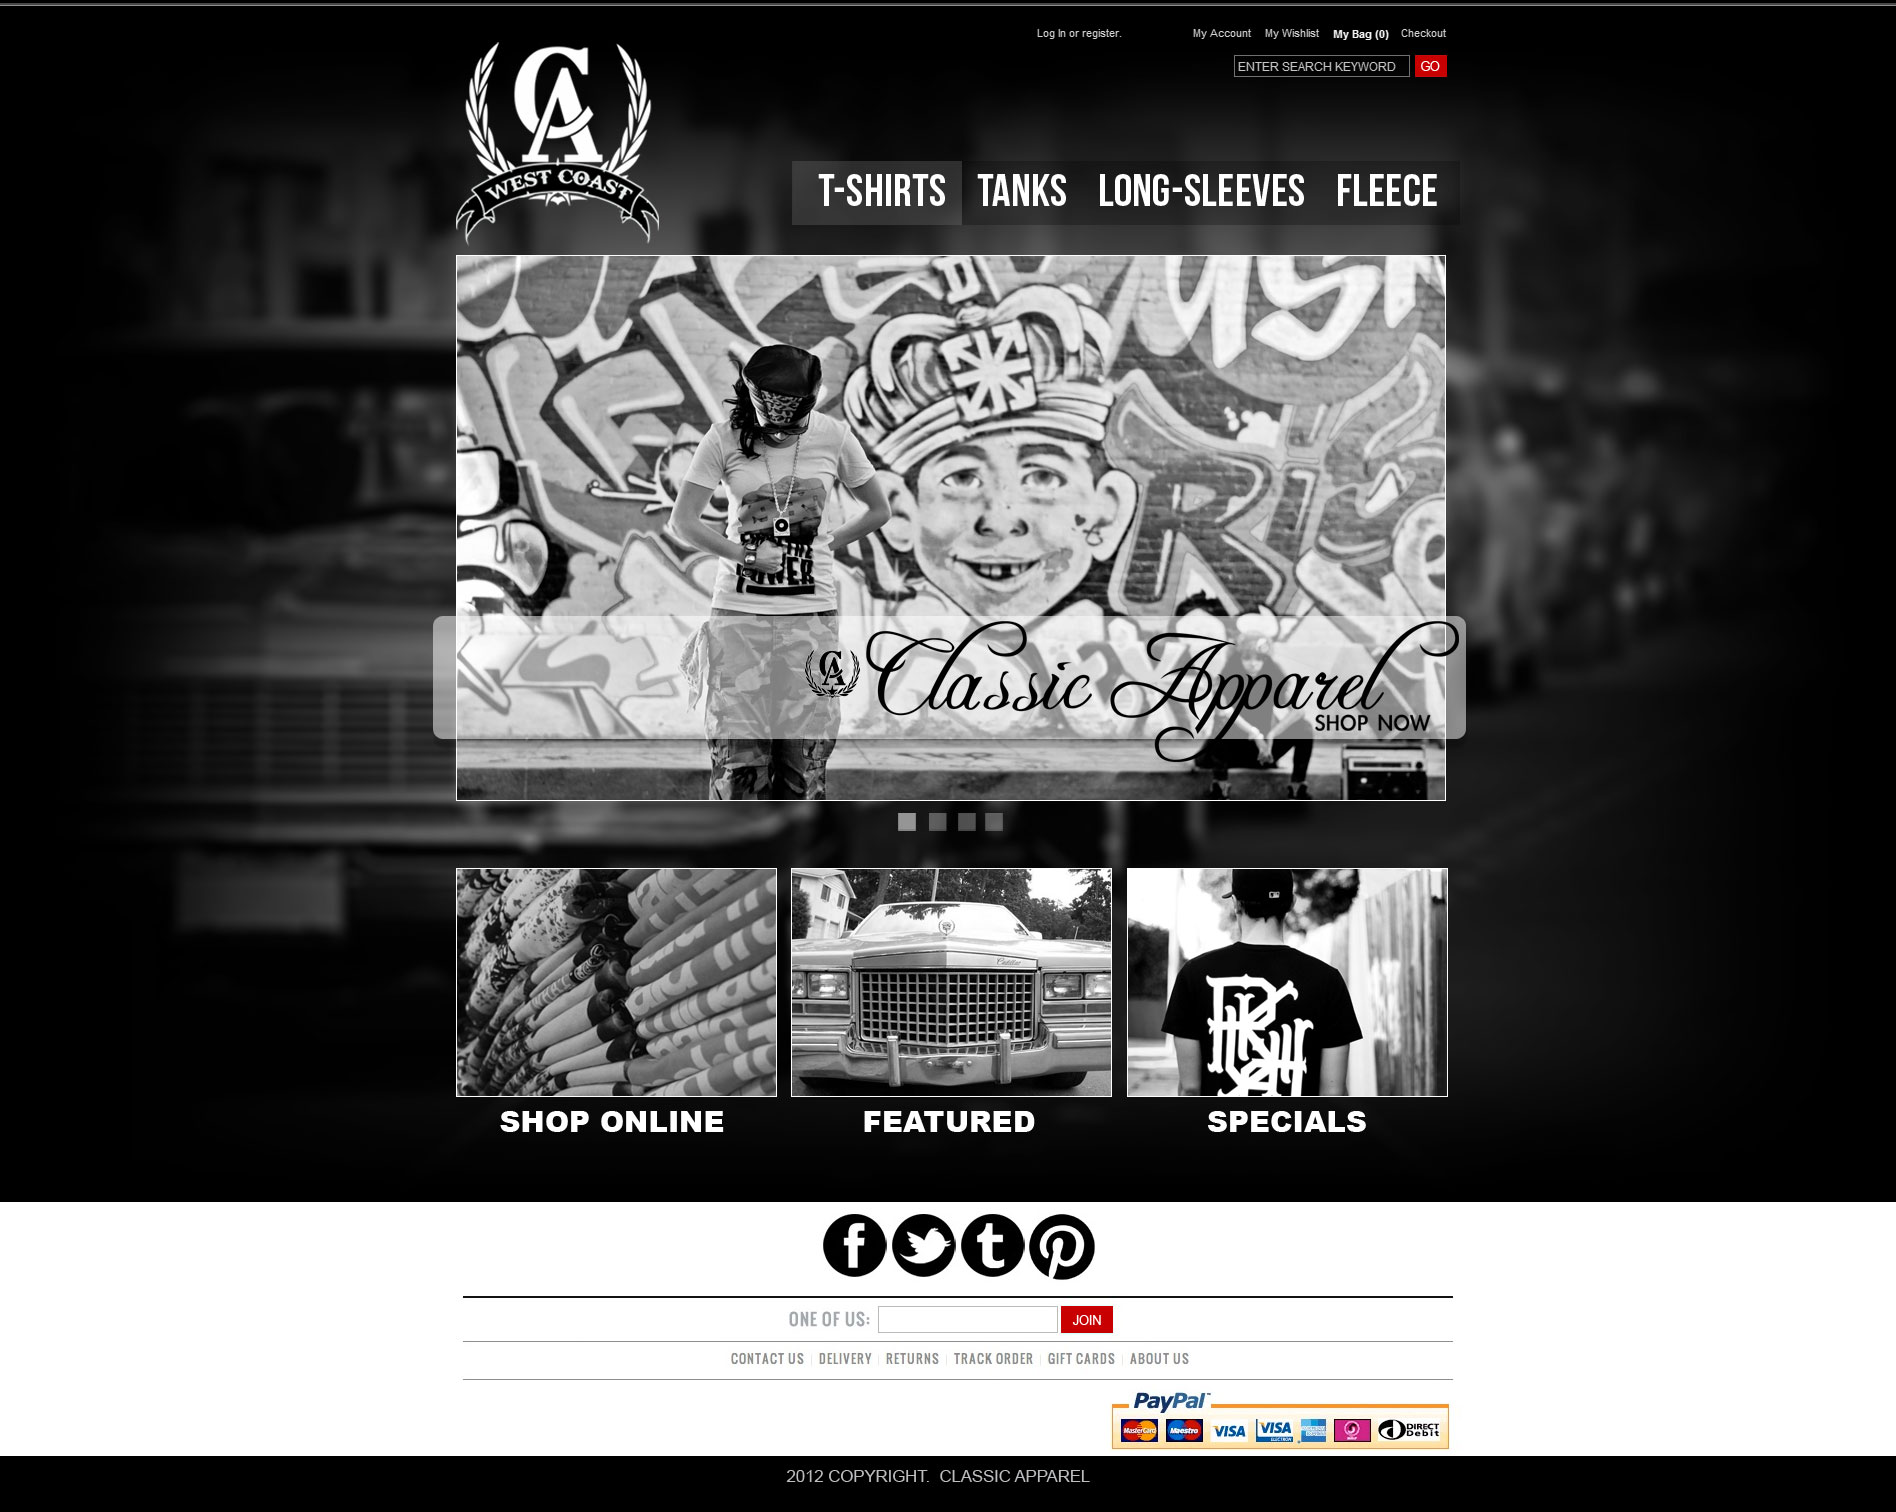 Log In or register.
My Account
My Wishlist
My Bag (0)
Checkout
ENTER SEARCH KEYWORD
GO
CA
WEST COAST
T-SHIRTS
TANKS
LONG-SLEEVES
FLEECE
CA
Classic Apparel
SHOP NOW
Cadillac
SHOP ONLINE
FEATURED
SPECIALS
ONE OF US:
JOIN
CONTACT US
DELIVERY
RETURNS
TRACK ORDER
GIFT CARDS
ABOUT US
PayPal
MasterCard
Maestro
VISA
VISA
ELECTRON
DIRECT
Debit
2012 COPYRIGHT. CLASSIC APPAREL